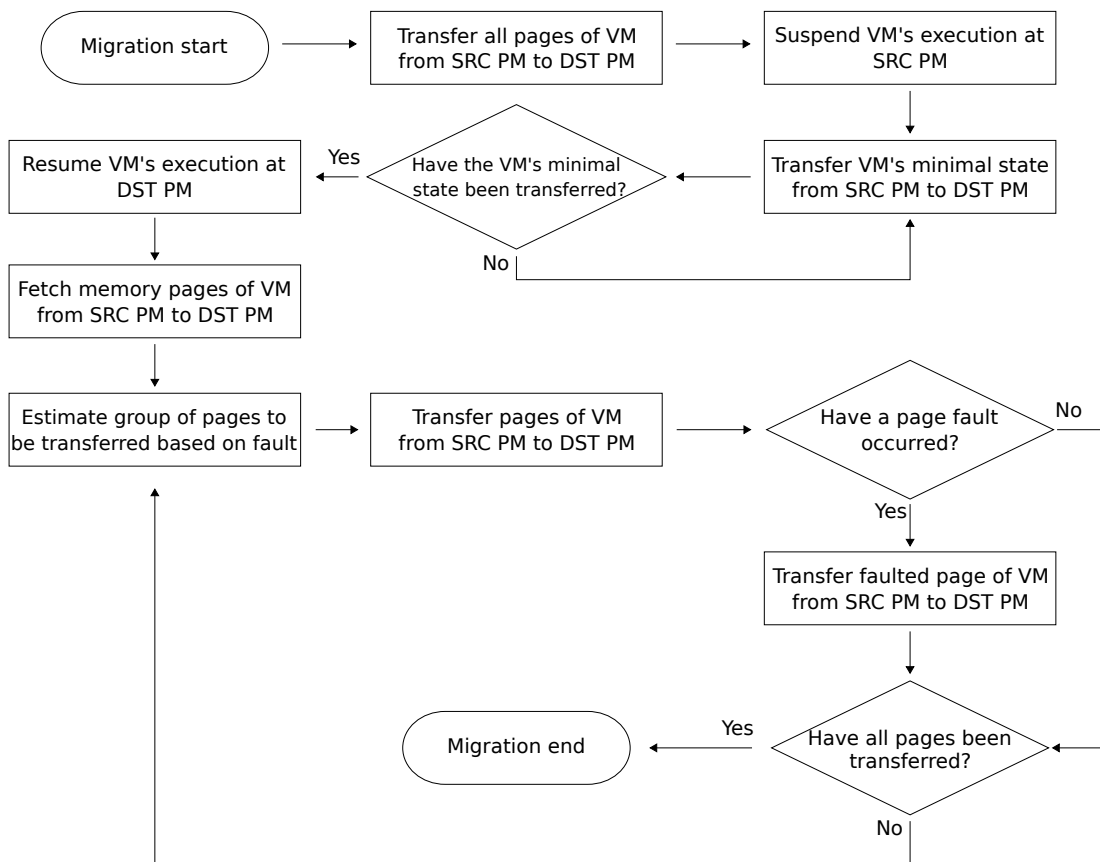 Migration start
Transfer all pages of VM
from SRC PM to DST PM
Suspend VM's execution at
SRC PM
Transfer VM's minimal state
from SRC PM to DST PM
Have the VM's minimal
state been transferred?
Yes
No
Resume VM's execution at
DST PM
Fetch memory pages of VM
from SRC PM to DST PM
Estimate group of pages to
be transferred based on fault
Transfer pages of VM
from SRC PM to DST PM
Have a page fault
occurred?
No
Yes
Transfer faulted page of VM
from SRC PM to DST PM
Have all pages been
transferred?
Yes
Migration end
No